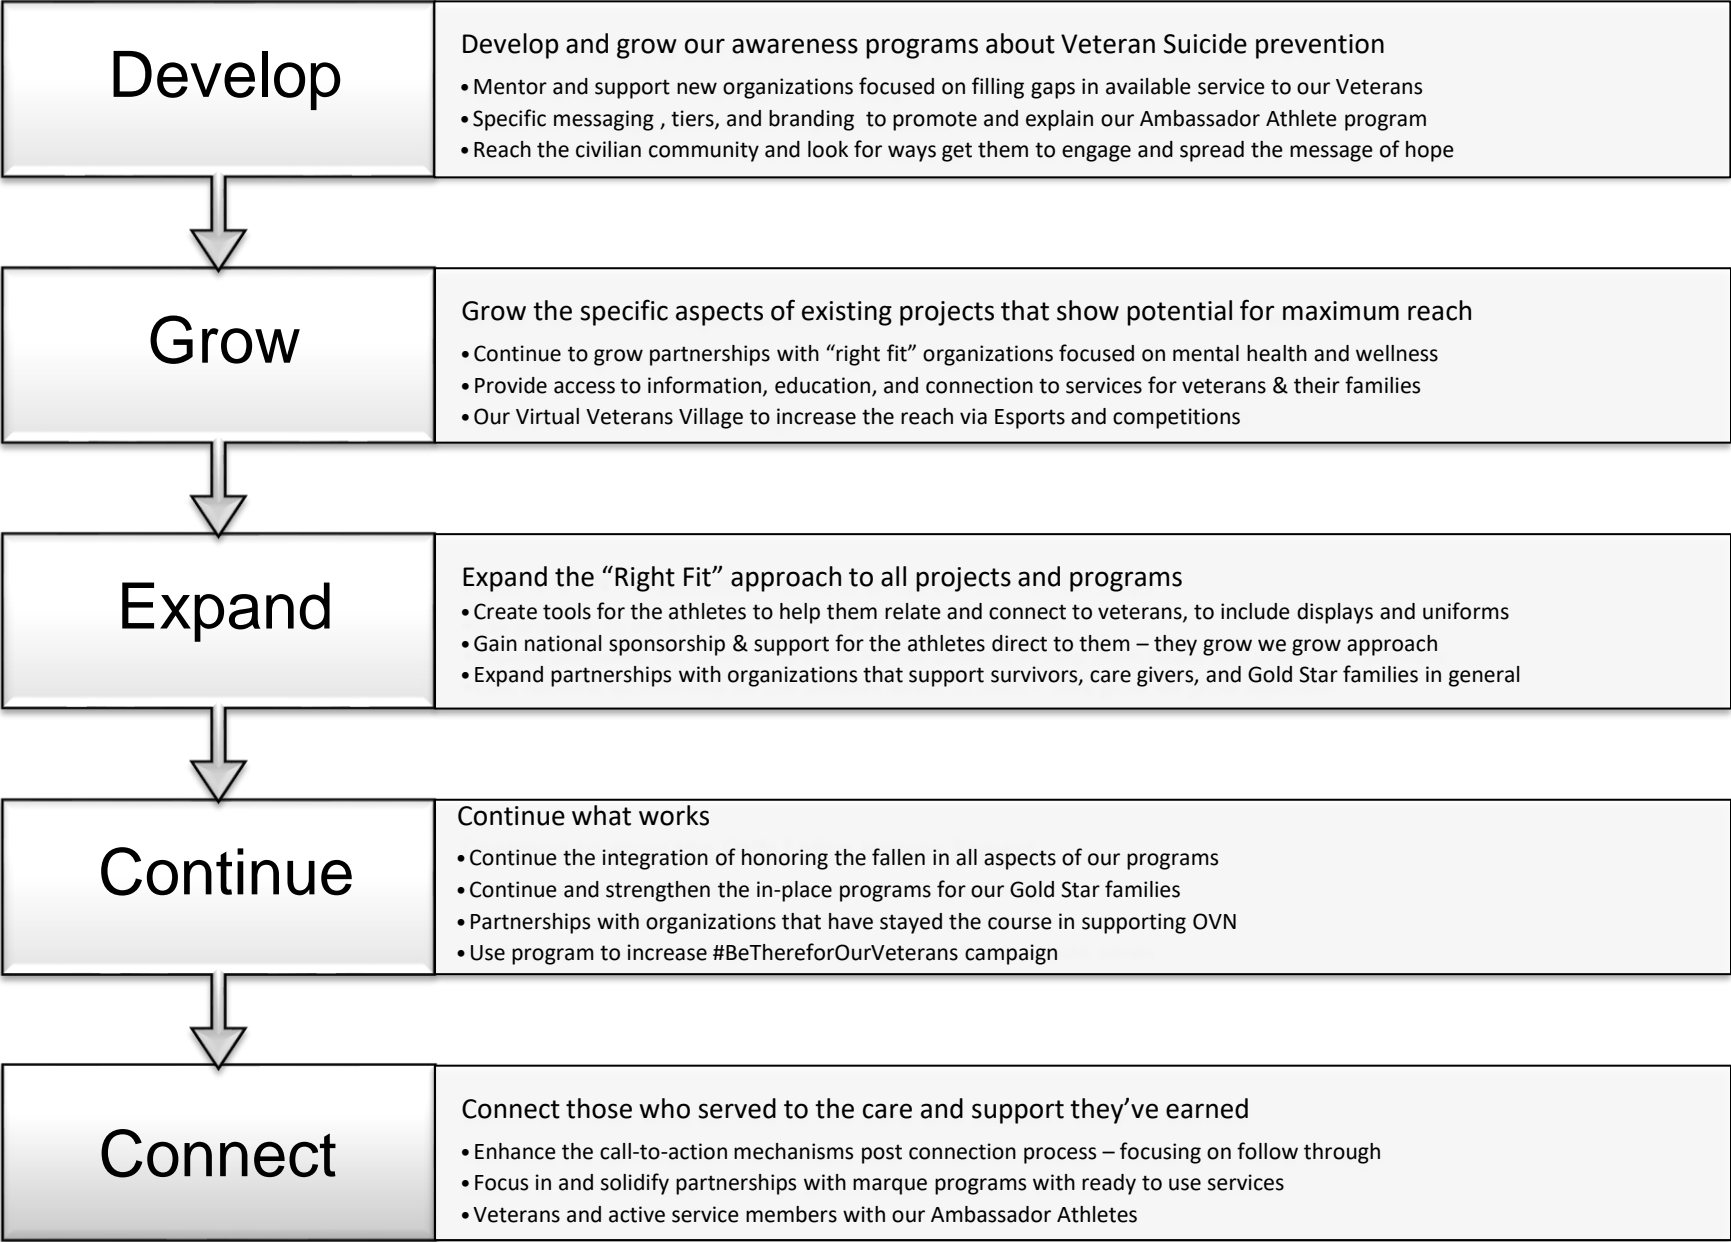 Develop
Develop and grow our awareness programs about Veteran Suicide prevention
• Mentor and support new organizations focused on filling gaps in available service to our Veterans
• Specific messaging , tiers, and branding  to promote and explain our Ambassador Athlete program
• Reach the civilian community and look for ways get them to engage and spread the message of hope
Grow
Grow the specific aspects of existing projects that show potential for maximum reach
• Continue to grow partnerships with “right fit” organizations focused on mental health and wellness
• Provide access to information, education, and connection to services for veterans & their families
• Our Virtual Veterans Village to increase the reach via Esports and competitions
Expand
Expand the “Right Fit” approach to all projects and programs
• Create tools for the athletes to help them relate and connect to veterans, to include displays and uniforms
• Gain national sponsorship & support for the athletes direct to them – they grow we grow approach
• Expand partnerships with organizations that support survivors, care givers, and Gold Star families in general
Continue
Continue what works
• Continue the integration of honoring the fallen in all aspects of our programs
• Continue and strengthen the in-place programs for our Gold Star families
• Partnerships with organizations that have stayed the course in supporting OVN
• Use program to increase #BeThereforOurVeterans campaign
Connect
Connect those who served to the care and support they’ve earned
• Enhance the call-to-action mechanisms post connection process – focusing on follow through
• Focus in and solidify partnerships with marque programs with ready to use services
• Veterans and active service members with our Ambassador Athletes